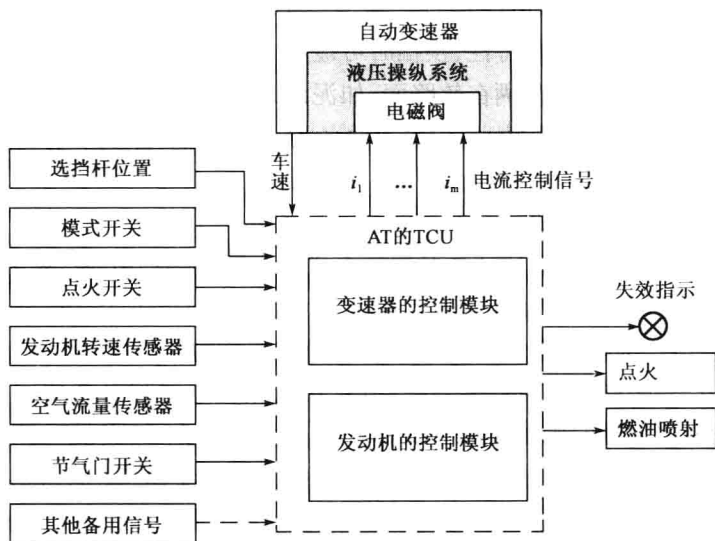 自动变速器
液压操纵系统
电磁阀
车速
i₁
...
iₘ
电流控制信号
选挡杆位置
模式开关
点火开关
发动机转速传感器
空气流量传感器
节气门开关
其他备用信号
AT的TCU
变速器的控制模块
发动机的控制模块
失效指示
点火
燃油喷射